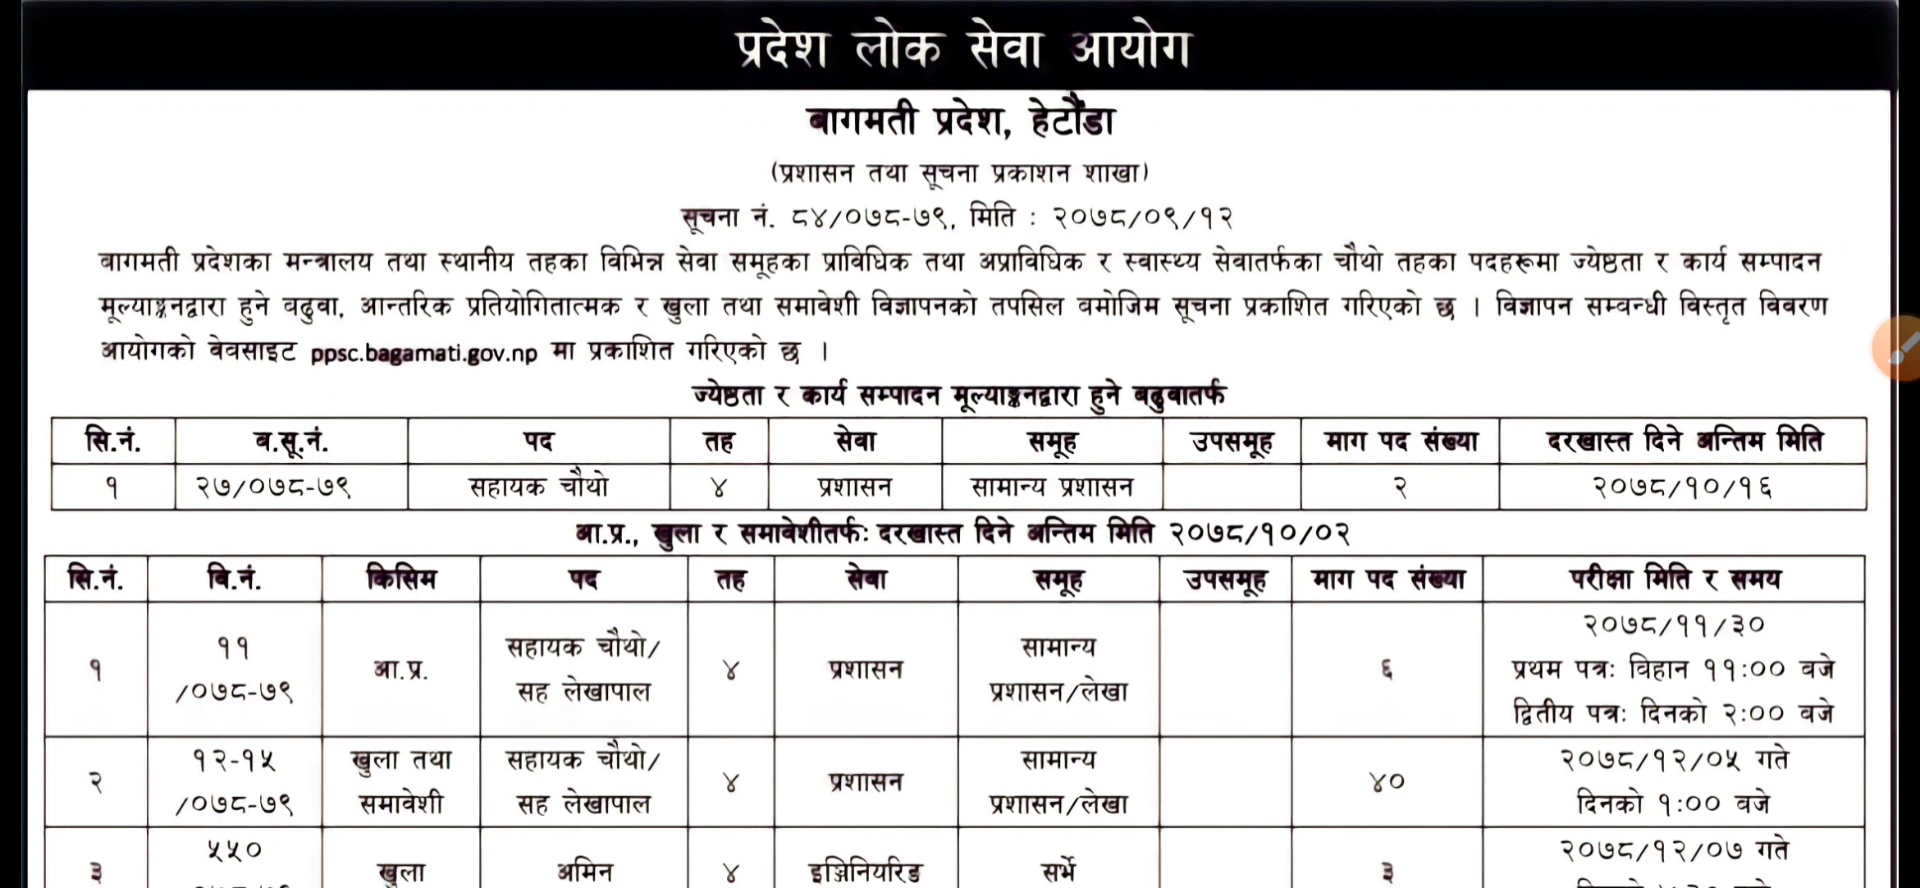 प्रदेश लोक सेवा आयोग
बागमती प्रदेश, हेटौंडा
(प्रशासन तथा सूचना प्रकाशन शाखा)
सूचना नं. ८४/०७८-७९, मिति : २०७८/०९/१२
बागमती प्रदेशका मन्त्रालय तथा स्थानीय तहका विभिन्न सेवा समूहका प्राविधिक तथा अप्राविधिक र स्वास्थ्य सेवातर्फका चौथो तहका पदहरूमा ज्येष्ठता र कार्य सम्पादन
मूल्याङ्कनद्वारा हुने बढुवा, आन्तरिक प्रतियोगितात्मक र खुला तथा समावेशी विज्ञापनको तपसिल बमोजिम सूचना प्रकाशित गरिएको छ । विज्ञापन सम्बन्धी विस्तृत विवरण
आयोगको वेबसाइट ppsc.bagamati.gov.np मा प्रकाशित गरिएको छ ।
ज्येष्ठता र कार्य सम्पादन मूल्याङ्कनद्वारा हुने बढुवातर्फ
सि.नं. ब.सू.नं. पद तह सेवा समूह उपसमूह माग पद संख्या दरखास्त दिने अन्तिम मिति
१ २७/०७८-७९ सहायक चौथो ४ प्रशासन सामान्य प्रशासन २ २०७८/१०/१६
आ.प्र., खुला र समावेशीतर्फः दरखास्त दिने अन्तिम मिति २०७८/१०/०२
सि.नं. बि.नं. किसिम पद तह सेवा समूह उपसमूह माग पद संख्या परीक्षा मिति र समय
१ ११ /०७८-७९ आ.प्र. सहायक चौथो/ सह लेखापाल ४ प्रशासन सामान्य प्रशासन/लेखा ६ २०७८/११/३०
प्रथम पत्रः विहान ११:०० बजे
द्वितीय पत्रः दिनको २:०० बजे
२ १२-१५ /०७८-७९ खुला तथा समावेशी सहायक चौथो/ सह लेखापाल ४ प्रशासन सामान्य प्रशासन/लेखा ४० २०७८/१२/०५ गते
दिनको १:०० बजे
३ ५५० खुला अमिन ४ इञ्जिनियरिङ सर्भे ३ २०७८/१२/०७ गते